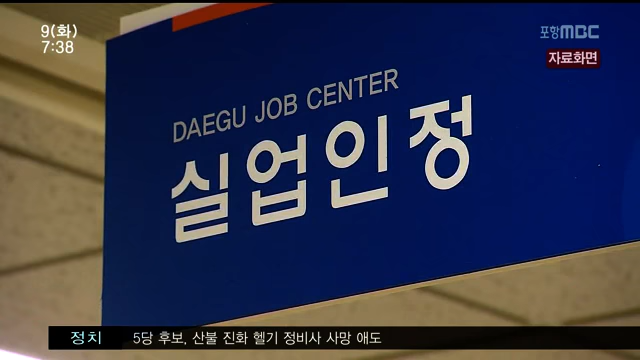 9(화)
7:38
포항MBC
자료화면
DAEGU JOB CENTER
실업인정
정치 5당 후보, 산불 진화 헬기 정비사 사망 애도